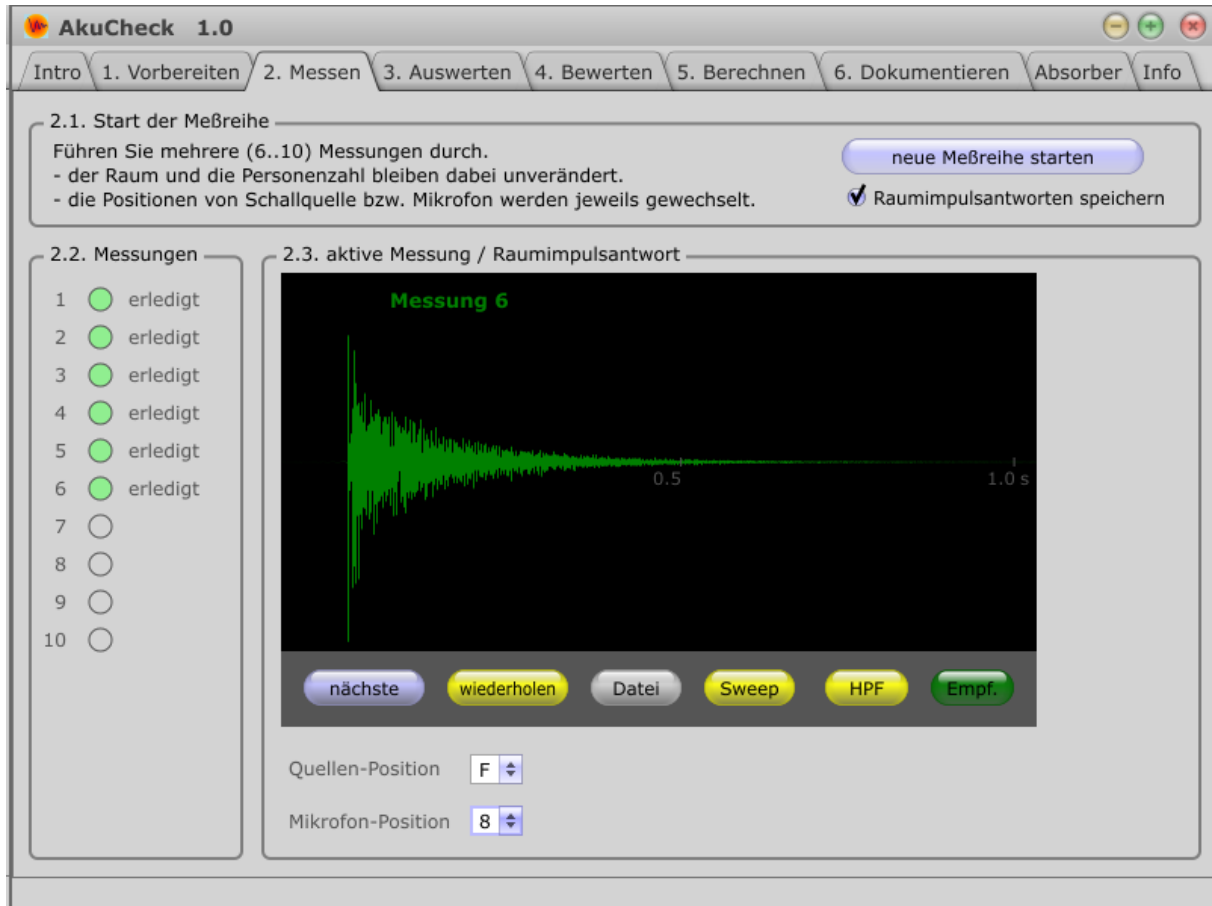 AkuCheck 1.0
Intro 1. Vorbereiten 2. Messen 3. Auswerten 4. Bewerten 5. Berechnen 6. Dokumentieren Absorber Info
2.1. Start der Meßreihe
Führen Sie mehrere (6..10) Messungen durch.
- der Raum und die Personenzahl bleiben dabei unverändert.
- die Positionen von Schallquelle bzw. Mikrofon werden jeweils gewechselt.
neue Meßreihe starten
Raumimpulsantworten speichern
2.2. Messungen
1 erledigt
2 erledigt
3 erledigt
4 erledigt
5 erledigt
6 erledigt
7
8
9
10
2.3. aktive Messung / Raumimpulsantwort
Messung 6
0.5 1.0 s
nächste wiederholen Datei Sweep HPF Empf.
Quellen-Position F
Mikrofon-Position 8